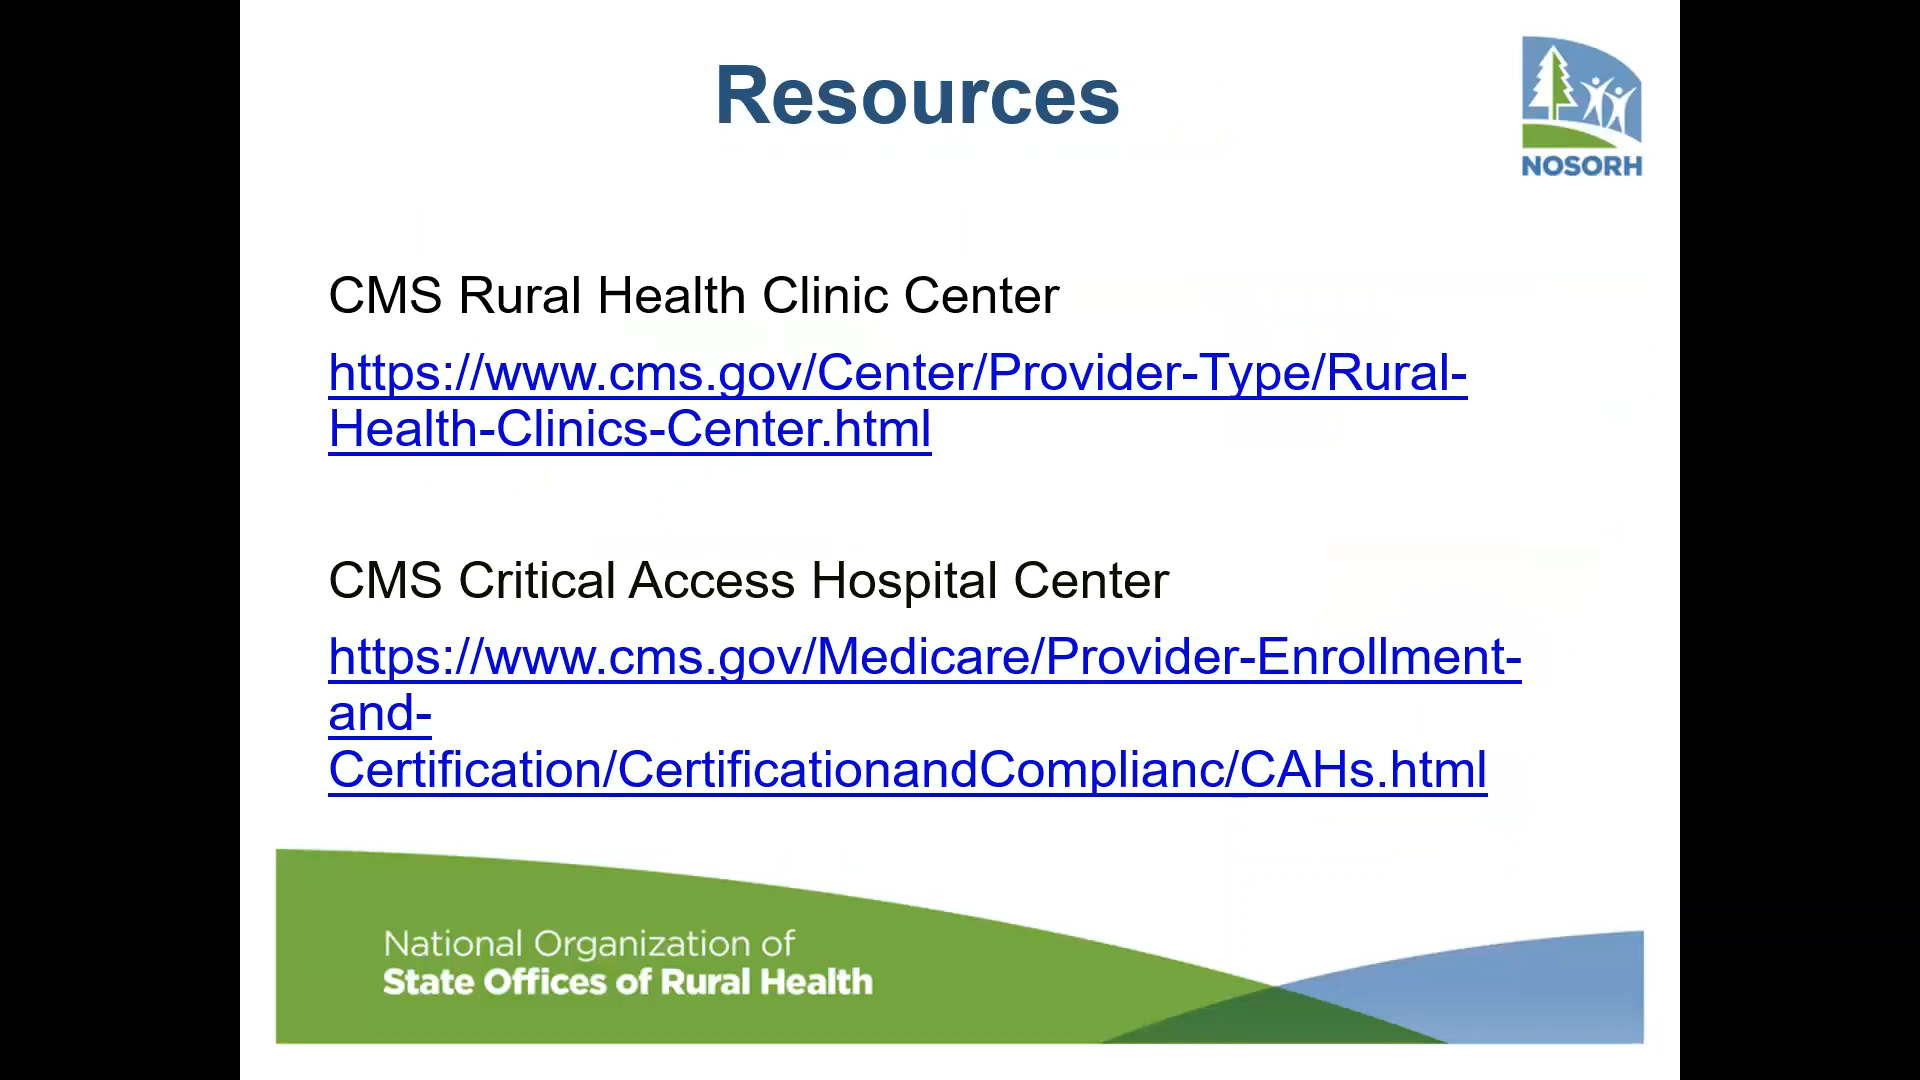 Resources
NOSORH
CMS Rural Health Clinic Center
https://www.cms.gov/Center/Provider-Type/Rural-
Health-Clinics-Center.html
CMS Critical Access Hospital Center
https://www.cms.gov/Medicare/Provider-Enrollment-
and-
Certification/CertificationandComplianc/CAHs.html
National Organization of
State Offices of Rural Health